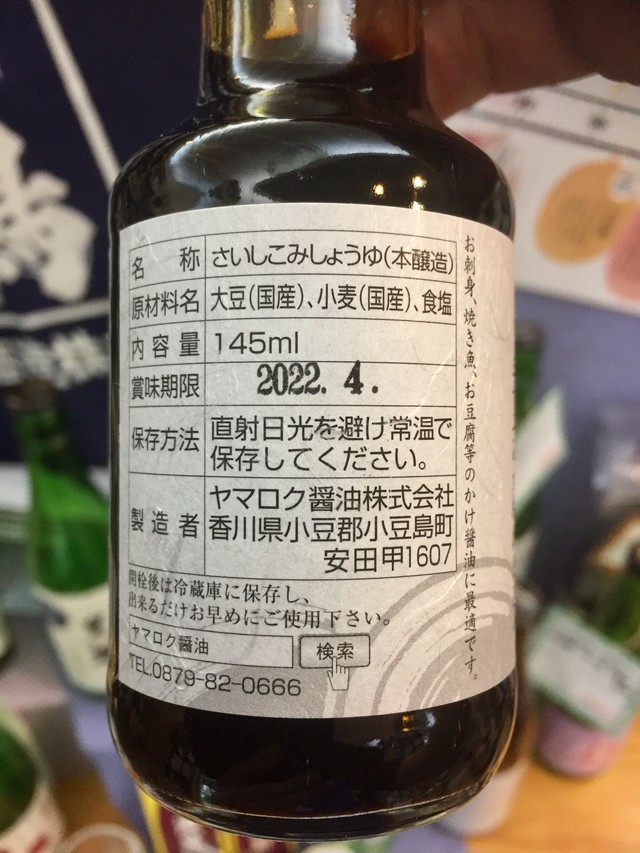 名称 さいしこみしょうゆ(本醸造)
原材料名 大豆(国産)、小麦(国産)、食塩
内容量 145ml
賞味期限 2022. 4.
保存方法 直射日光を避け常温で
保存してください。
製造者 ヤマロク醤油株式会社
香川県小豆郡小豆島町
安田甲1607
開栓後は冷蔵庫に保存し、
出来るだけお早めにご使用下さい。
ヤマロク醤油 検索
TEL.0879-82-0666
お刺身、焼き魚、お豆腐等のかけ醤油に最適です。